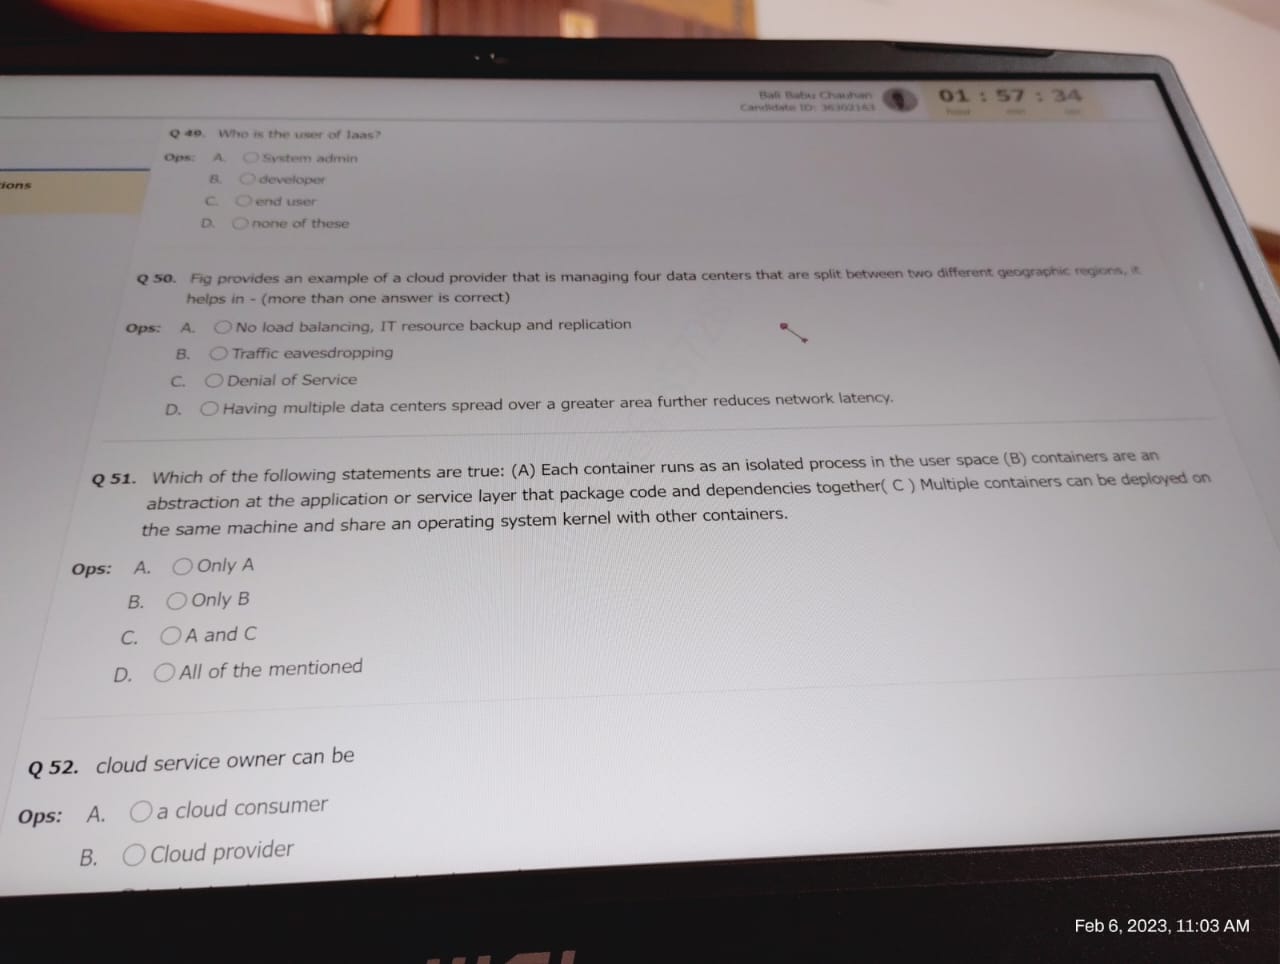 Bali Babu Chauhan
Candidate ID: 36302163
01 : 57 : 34
ions
Q 49. Who is the user of Iaas?
Ops: A. System admin
B. developer
C. end user
D. none of these
Q 50. Fig provides an example of a cloud provider that is managing four data centers that are split between two different geographic regions, it
helps in - (more than one answer is correct)
Ops: A. No load balancing, IT resource backup and replication
B. Traffic eavesdropping
C. Denial of Service
D. Having multiple data centers spread over a greater area further reduces network latency.
Q 51. Which of the following statements are true: (A) Each container runs as an isolated process in the user space (B) containers are an
abstraction at the application or service layer that package code and dependencies together( C ) Multiple containers can be deployed on
the same machine and share an operating system kernel with other containers.
Ops: A. Only A
B. Only B
C. A and C
D. All of the mentioned
Q 52. cloud service owner can be
Ops: A. a cloud consumer
B. Cloud provider
Feb 6, 2023, 11:03 AM